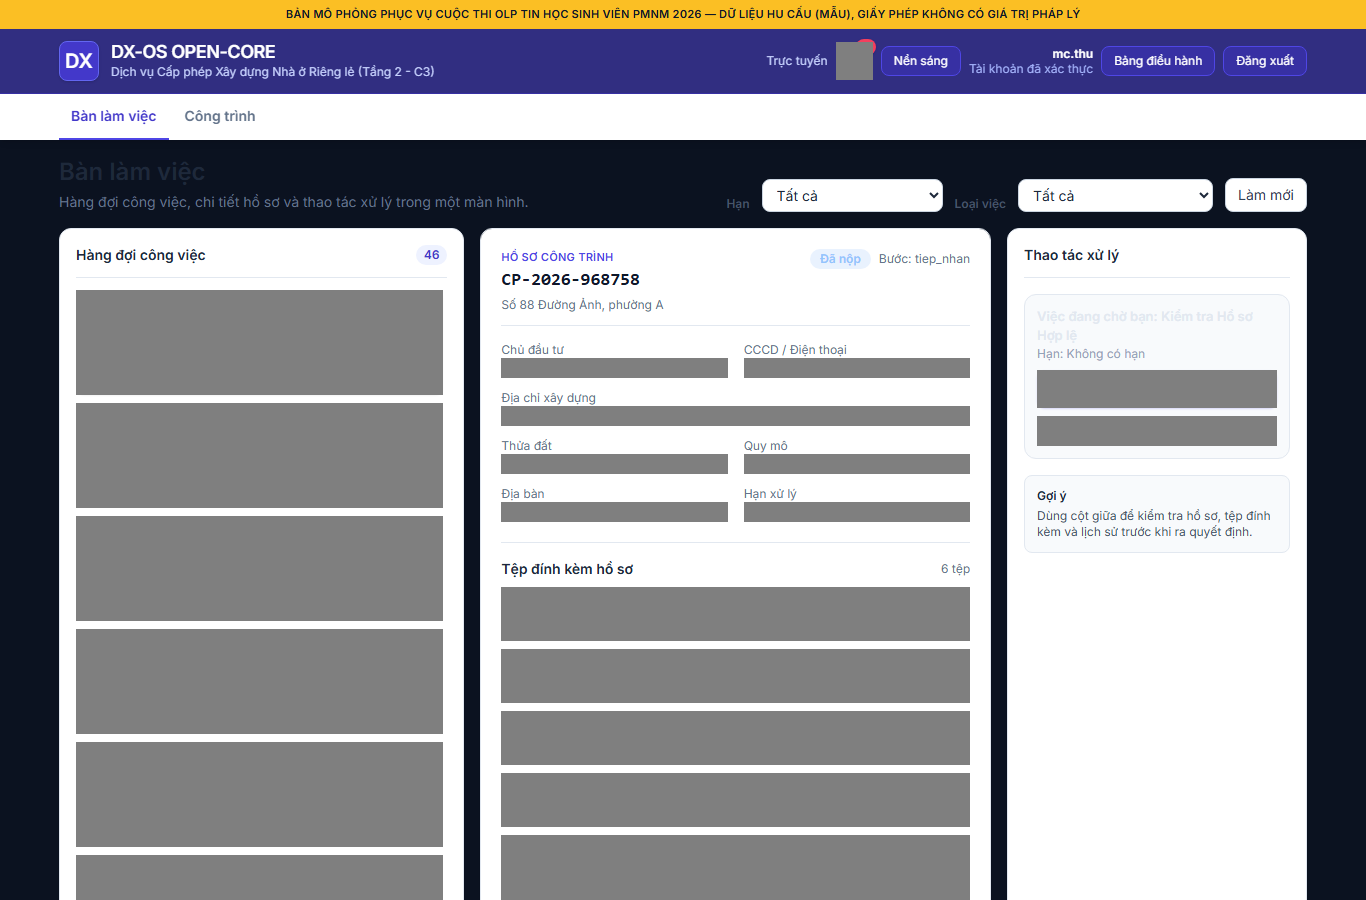 BẢN MÔ PHỎNG PHỤC VỤ CUỘC THI OLP TIN HỌC SINH VIÊN PMNM 2026 — DỮ LIỆU HƯ CẤU (MẪU), GIẤY PHÉP KHÔNG CÓ GIÁ TRỊ PHÁP LÝ
DX
DX-OS OPEN-CORE
Dịch vụ Cấp phép Xây dựng Nhà ở Riêng lẻ (Tầng 2 - C3)
Trực tuyến
Nền sáng
mc.thu
Tài khoản đã xác thực
Bảng điều hành
Đăng xuất
Bàn làm việc
Công trình
Bàn làm việc
Hàng đợi công việc, chi tiết hồ sơ và thao tác xử lý trong một màn hình.
Hạn
Tất cả
Loại việc
Tất cả
Làm mới
Hàng đợi công việc
46
HỒ SƠ CÔNG TRÌNH
CP-2026-968758
Số 88 Đường Ảnh, phường A
Đã nộp
Bước: tiep_nhan
Chủ đầu tư
CCCD / Điện thoại
Địa chỉ xây dựng
Thửa đất
Quy mô
Địa bàn
Hạn xử lý
Tệp đính kèm hồ sơ
6 tệp
Thao tác xử lý
Việc đang chờ bạn: Kiểm tra Hồ sơ
Hợp lệ
Hạn: Không có hạn
Gợi ý
Dùng cột giữa để kiểm tra hồ sơ, tệp đính
kèm và lịch sử trước khi ra quyết định.